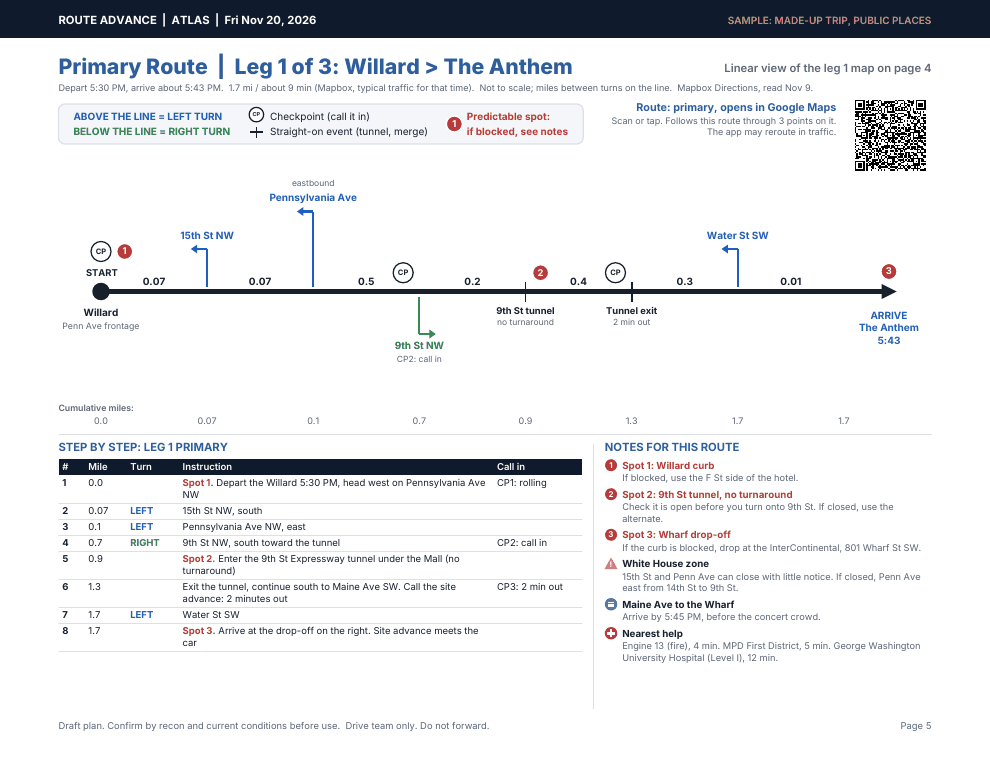 ROUTE ADVANCE | ATLAS | Fri Nov 20, 2026
SAMPLE: MADE-UP TRIP, PUBLIC PLACES
Primary Route | Leg 1 of 3: Willard > The Anthem
Linear view of the leg 1 map on page 4
Depart 5:30 PM, arrive about 5:43 PM. 1.7 mi / about 9 min (Mapbox, typical traffic for that time). Not to scale; miles between turns on the line. Mapbox Directions, read Nov 9.
ABOVE THE LINE = LEFT TURN
BELOW THE LINE = RIGHT TURN
CP Checkpoint (call it in)
Straight-on event (tunnel, merge)
1 Predictable spot:
if blocked, see notes
Route: primary, opens in Google Maps
Scan or tap. Follows this route through 3 points on it.
The app may reroute in traffic.
eastbound
Pennsylvania Ave
15th St NW
Water St SW
CP 1
CP
2
CP
3
START
0.07 0.07 0.5 0.2 0.4 0.3 0.01
Willard
Penn Ave frontage
9th St tunnel
no turnaround
Tunnel exit
2 min out
ARRIVE
The Anthem
5:43
9th St NW
CP2: call in
Cumulative miles:
0.0 0.07 0.1 0.7 0.9 1.3 1.7 1.7
STEP BY STEP: LEG 1 PRIMARY
# Mile Turn Instruction Call in
1 0.0 Spot 1. Depart the Willard 5:30 PM, head west on Pennsylvania Ave CP1: rolling
NW
2 0.07 LEFT 15th St NW, south
3 0.1 LEFT Pennsylvania Ave NW, east
4 0.7 RIGHT 9th St NW, south toward the tunnel CP2: call in
5 0.9 Spot 2. Enter the 9th St Expressway tunnel under the Mall (no
turnaround)
6 1.3 Exit the tunnel, continue south to Maine Ave SW. Call the site CP3: 2 min out
advance: 2 minutes out
7 1.7 LEFT Water St SW
8 1.7 Spot 3. Arrive at the drop-off on the right. Site advance meets the
car
NOTES FOR THIS ROUTE
1 Spot 1: Willard curb
If blocked, use the F St side of the hotel.
2 Spot 2: 9th St tunnel, no turnaround
Check it is open before you turn onto 9th St. If closed, use the
alternate.
3 Spot 3: Wharf drop-off
If the curb is blocked, drop at the InterContinental, 801 Wharf St SW.
White House zone
15th St and Penn Ave can close with little notice. If closed, Penn Ave
east from 14th St to 9th St.
Maine Ave to the Wharf
Arrive by 5:45 PM, before the concert crowd.
Nearest help
Engine 13 (fire), 4 min. MPD First District, 5 min. George Washington
University Hospital (Level I), 12 min.
Draft plan. Confirm by recon and current conditions before use. Drive team only. Do not forward.
Page 5